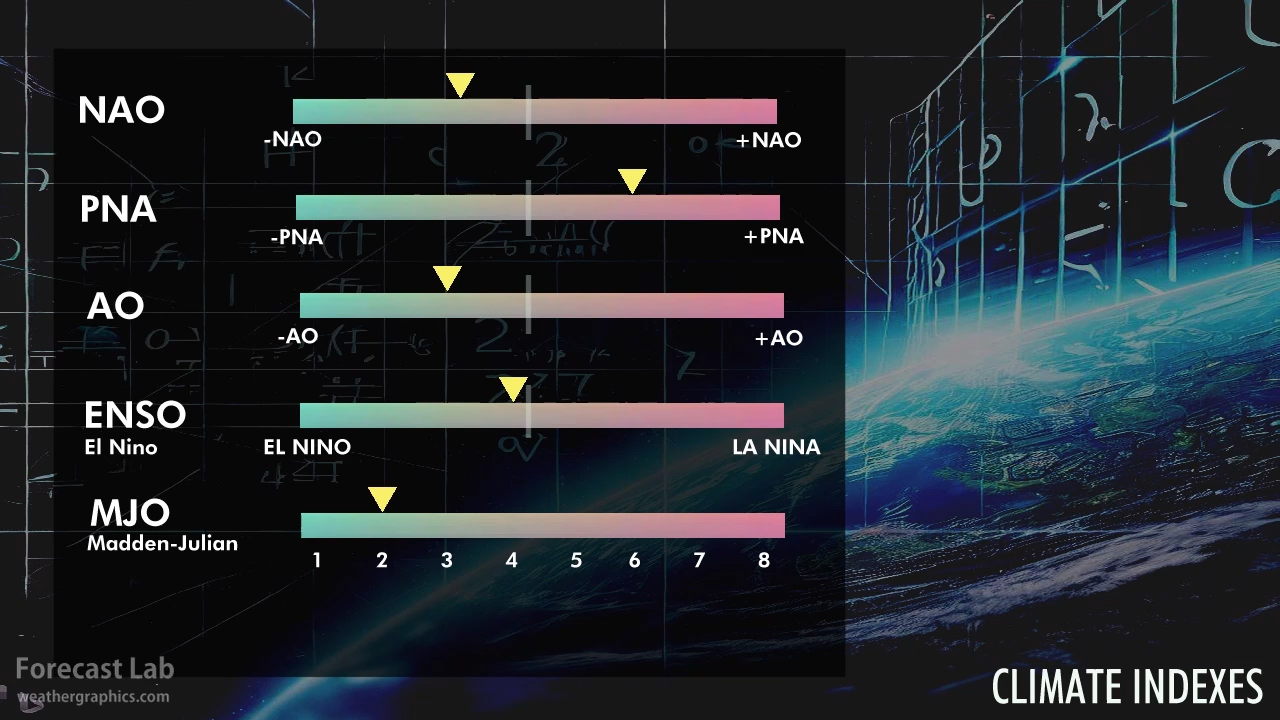 NAO
-NAO +NAO
PNA
-PNA +PNA
AO
-AO +AO
ENSO
El Nino EL NINO LA NINA
MJO
Madden-Julian
1 2 3 4 5 6 7 8
Forecast Lab
weathergraphics.com
CLIMATE INDEXES